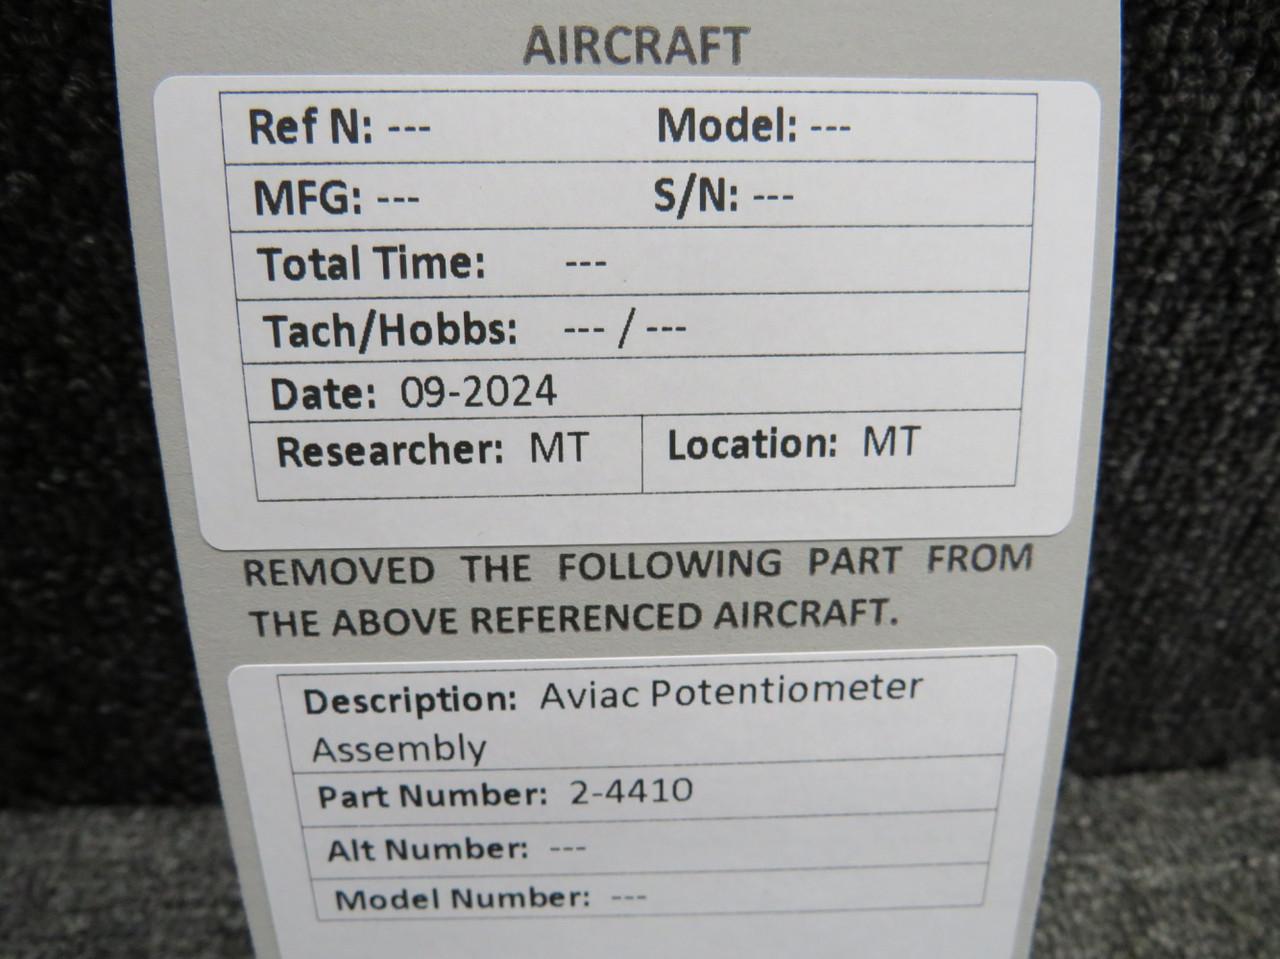 AIRCRAFT
Ref N: --- Model: ---
MFG: --- S/N: ---
Total Time: ---
Tach/Hobbs: --- / ---
Date: 09-2024
Researcher: MT Location: MT
REMOVED THE FOLLOWING PART FROM
THE ABOVE REFERENCED AIRCRAFT.
Description: Aviac Potentiometer
Assembly
Part Number: 2-4410
Alt Number: ---
Model Number: ---